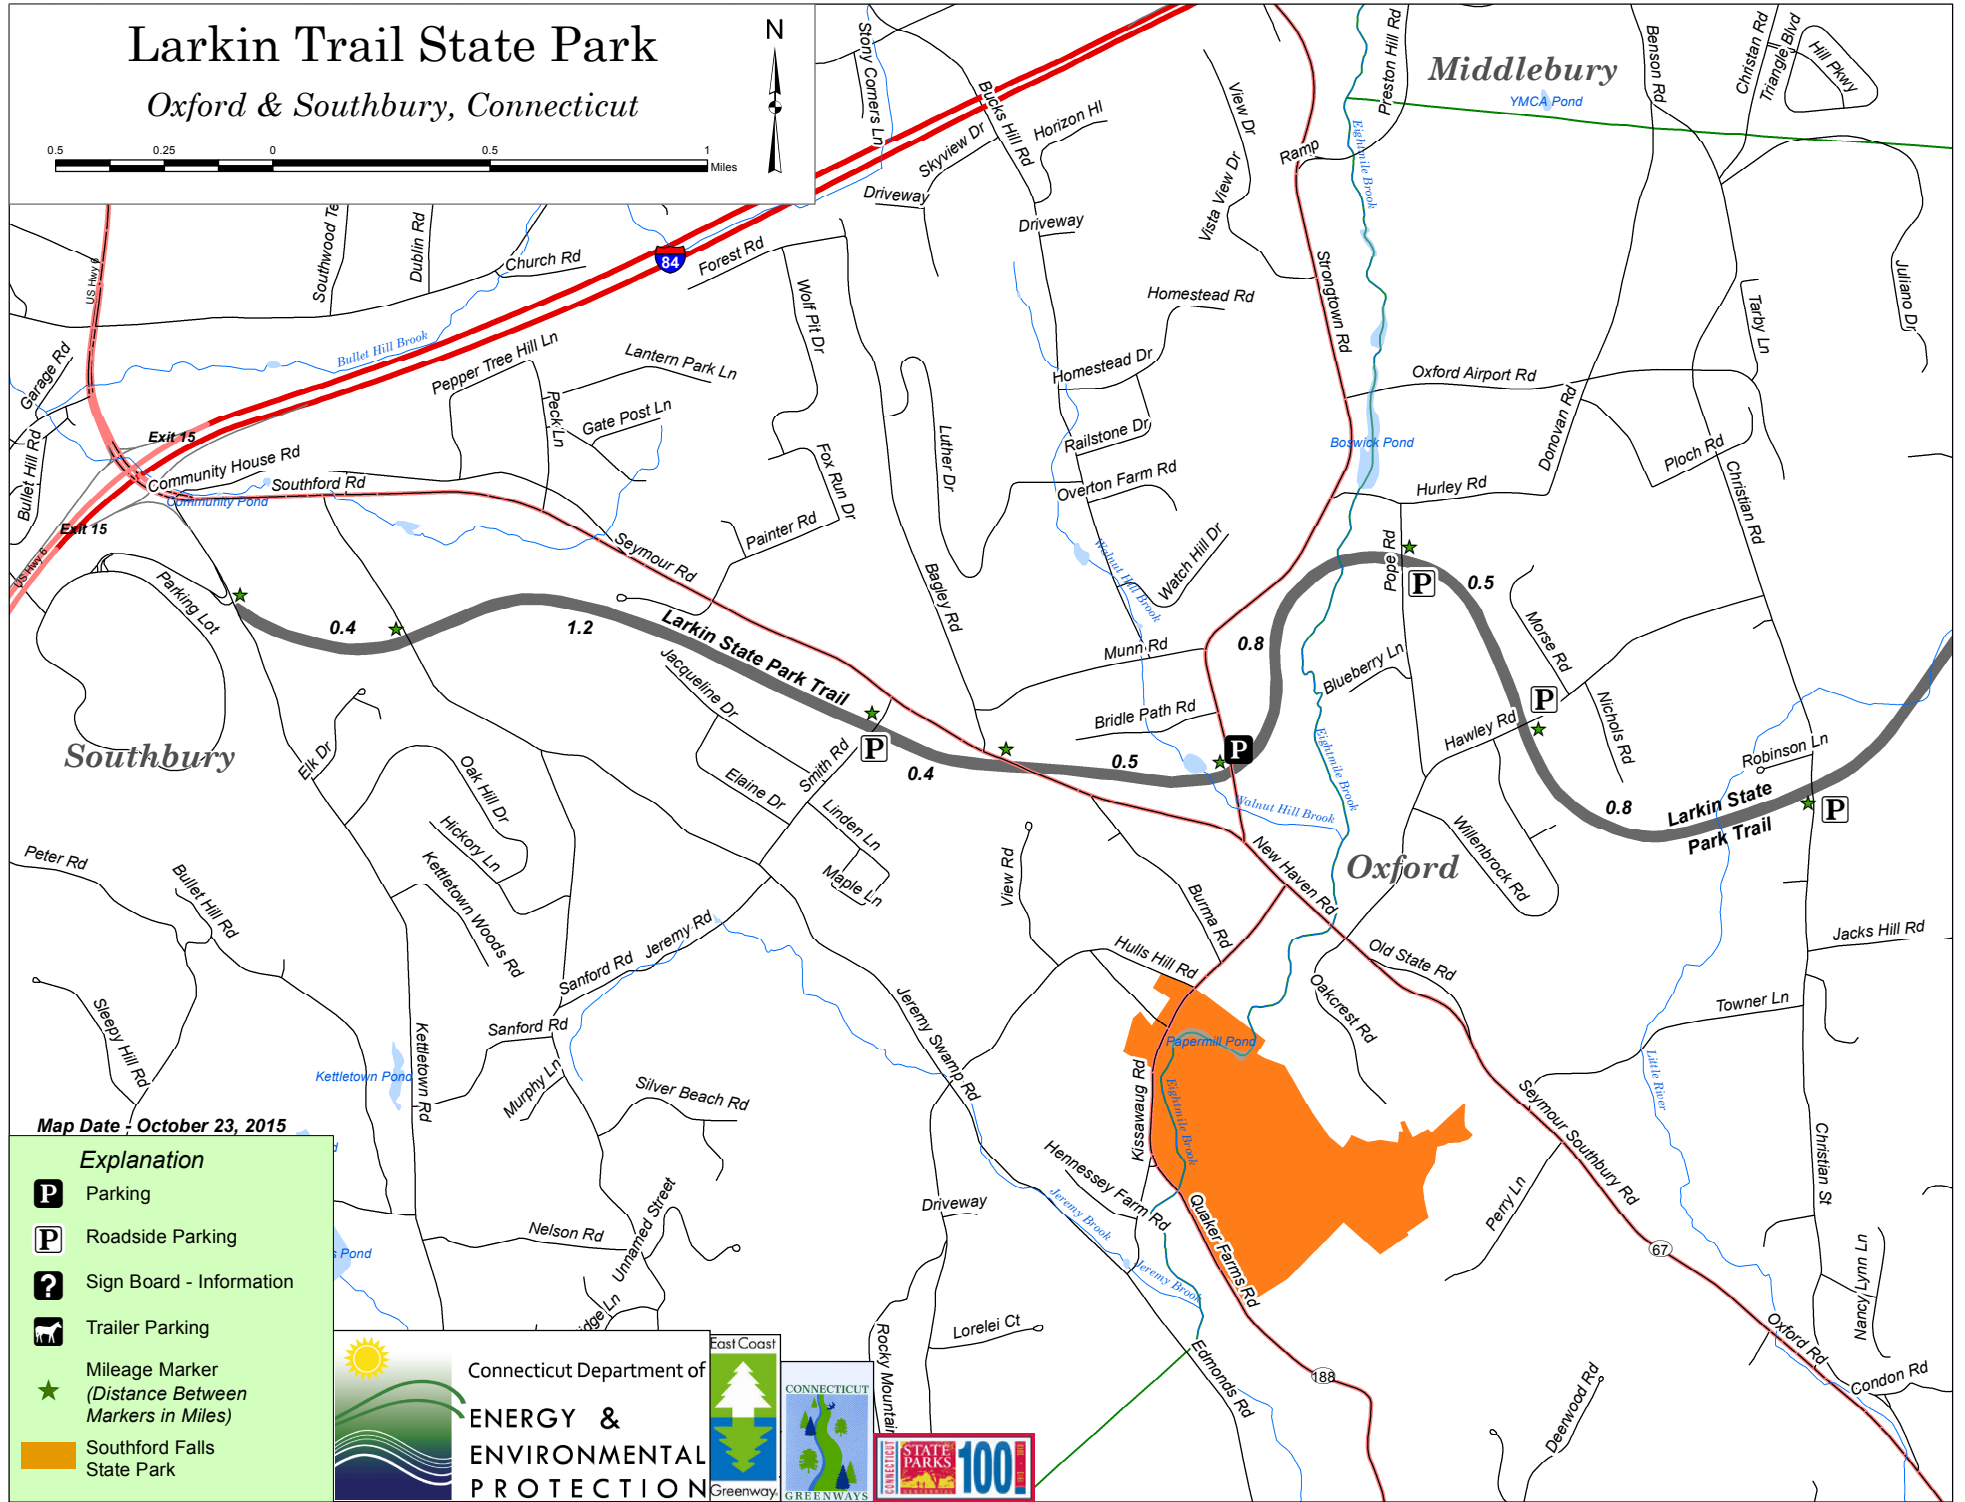 Larkin Trail State Park
Oxford & Southbury, Connecticut
0.5 0.25 0 0.5 1
Miles
N
Stony Corners Ln
Bucks Hill Rd
Skyview Dr
Horizon Hl
Driveway
Driveway
View Dr
Vista View Dr
Ramp
Preston Hill Rd
Eightmile Brook
Middlebury
YMCA Pond
Benson Rd
Christian Rd
Triangle Blvd
Hill Pkwy
US Hwy 6
Dublin Rd
Church Rd
84
Forest Rd
Wolf Pit Dr
Homestead Rd
Strongtown Rd
Tarby Ln
Juliano Dr
Garage Rd
Bullet Hill Brook
Pepper Tree Hill Ln
Lantern Park Ln
Homestead Dr
Oxford Airport Rd
Peck Ln
Gate Post Ln
Luther Dr
Railstone Dr
Boswick Pond
Donovan Rd
Ploch Rd
Exit 15
Bullet Hill Rd
Community House Rd
Southford Rd
Community Pond
Fox Run Dr
Overton Farm Rd
Hurley Rd
Christian Rd
Exit 15
US Hwy 6
Painter Rd
Seymour Rd
Walnut Hill Brook
Watch Hill Dr
Pope Rd
P
0.5
Parking Lot
Bagley Rd
Morse Rd
0.4
1.2
Larkin State Park Trail
Munn Rd
0.8
Blueberry Ln
Jacqueline Dr
P
Nichols Rd
Bridle Path Rd
Hawley Rd
Southbury
Elk Dr
Oak Hill Dr
P
Smith Rd
0.4
0.5
P
Eightmile Brook
Robinson Ln
Elaine Dr
Linden Ln
Walnut Hill Brook
0.8
Larkin State
Park Trail
P
Hickory Ln
Peter Rd
Bullet Hill Rd
Kettletown Woods Rd
Maple Ln
View Rd
New Haven Rd
Oxford
Willenbrock Rd
Burma Rd
Jeremy Rd
Sanford Rd
Hulls Hill Rd
Old State Rd
Jacks Hill Rd
Sleepy Hill Rd
Sanford Rd
Jeremy Swamp Rd
Oakcrest Rd
Towner Ln
Kettletown Pond
Kettletown Rd
Murphy Ln
Silver Beach Rd
Papermill Pond
Kissawaug Rd
Eightmile Brook
Little River
Seymour Southbury Rd
Christian St
Hennessey Farm Rd
Jeremy Brook
Driveway
Nelson Rd
Unnamed Street
Quaker Farms Rd
Perry Ln
67
Jeremy Brook
Nancy Lynn Ln
Lorelei Ct
Rocky Mountain
Edmonds Rd
188
Oxford Rd
Condon Rd
Deerwood Rd
Map Date - October 23, 2015
Explanation
P Parking
P Roadside Parking
? Sign Board - Information
Trailer Parking
Mileage Marker
(Distance Between
Markers in Miles)
Southford Falls
State Park
Connecticut Department of
ENERGY &
ENVIRONMENTAL
PROTECTION
East Coast
Greenway
CONNECTICUT
GREENWAYS
CONNECTICUT
STATE
PARKS
100